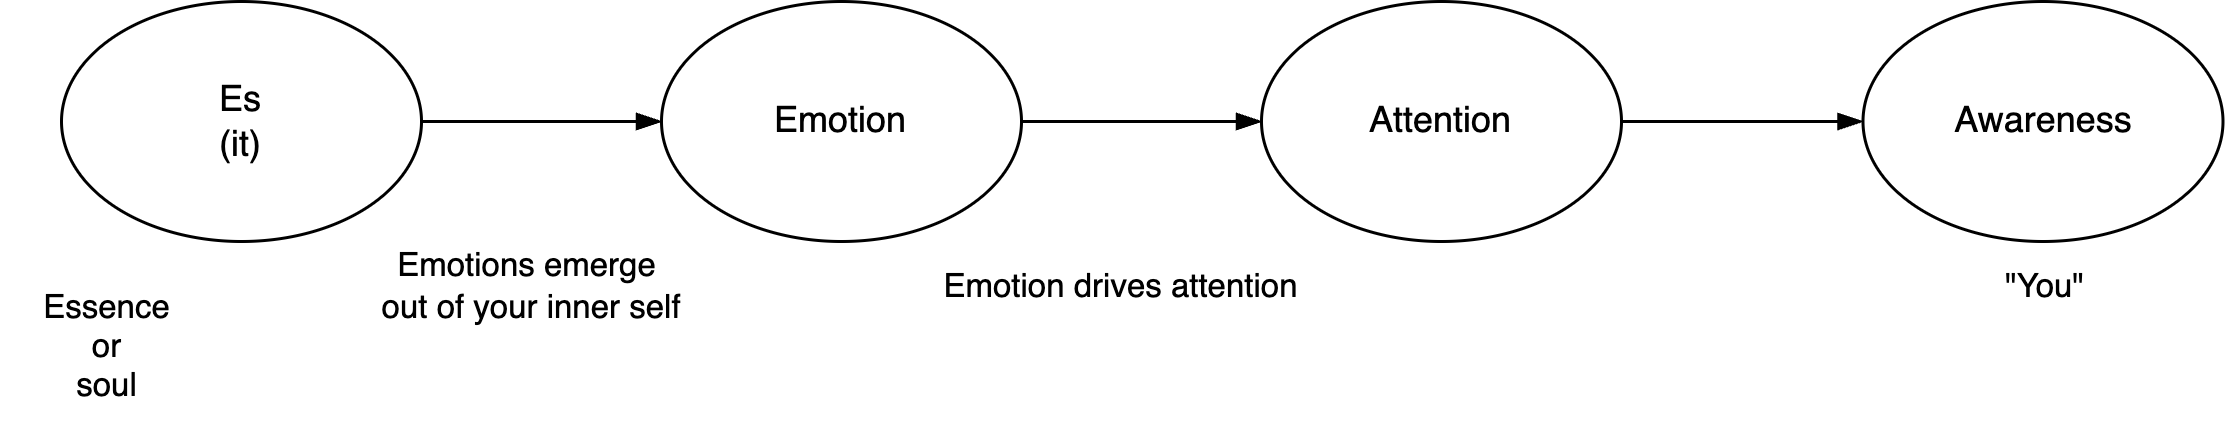 Es
(it)
Emotion
Attention
Awareness
Essence
or
soul
Emotions emerge
out of your inner self
Emotion drives attention
"You"